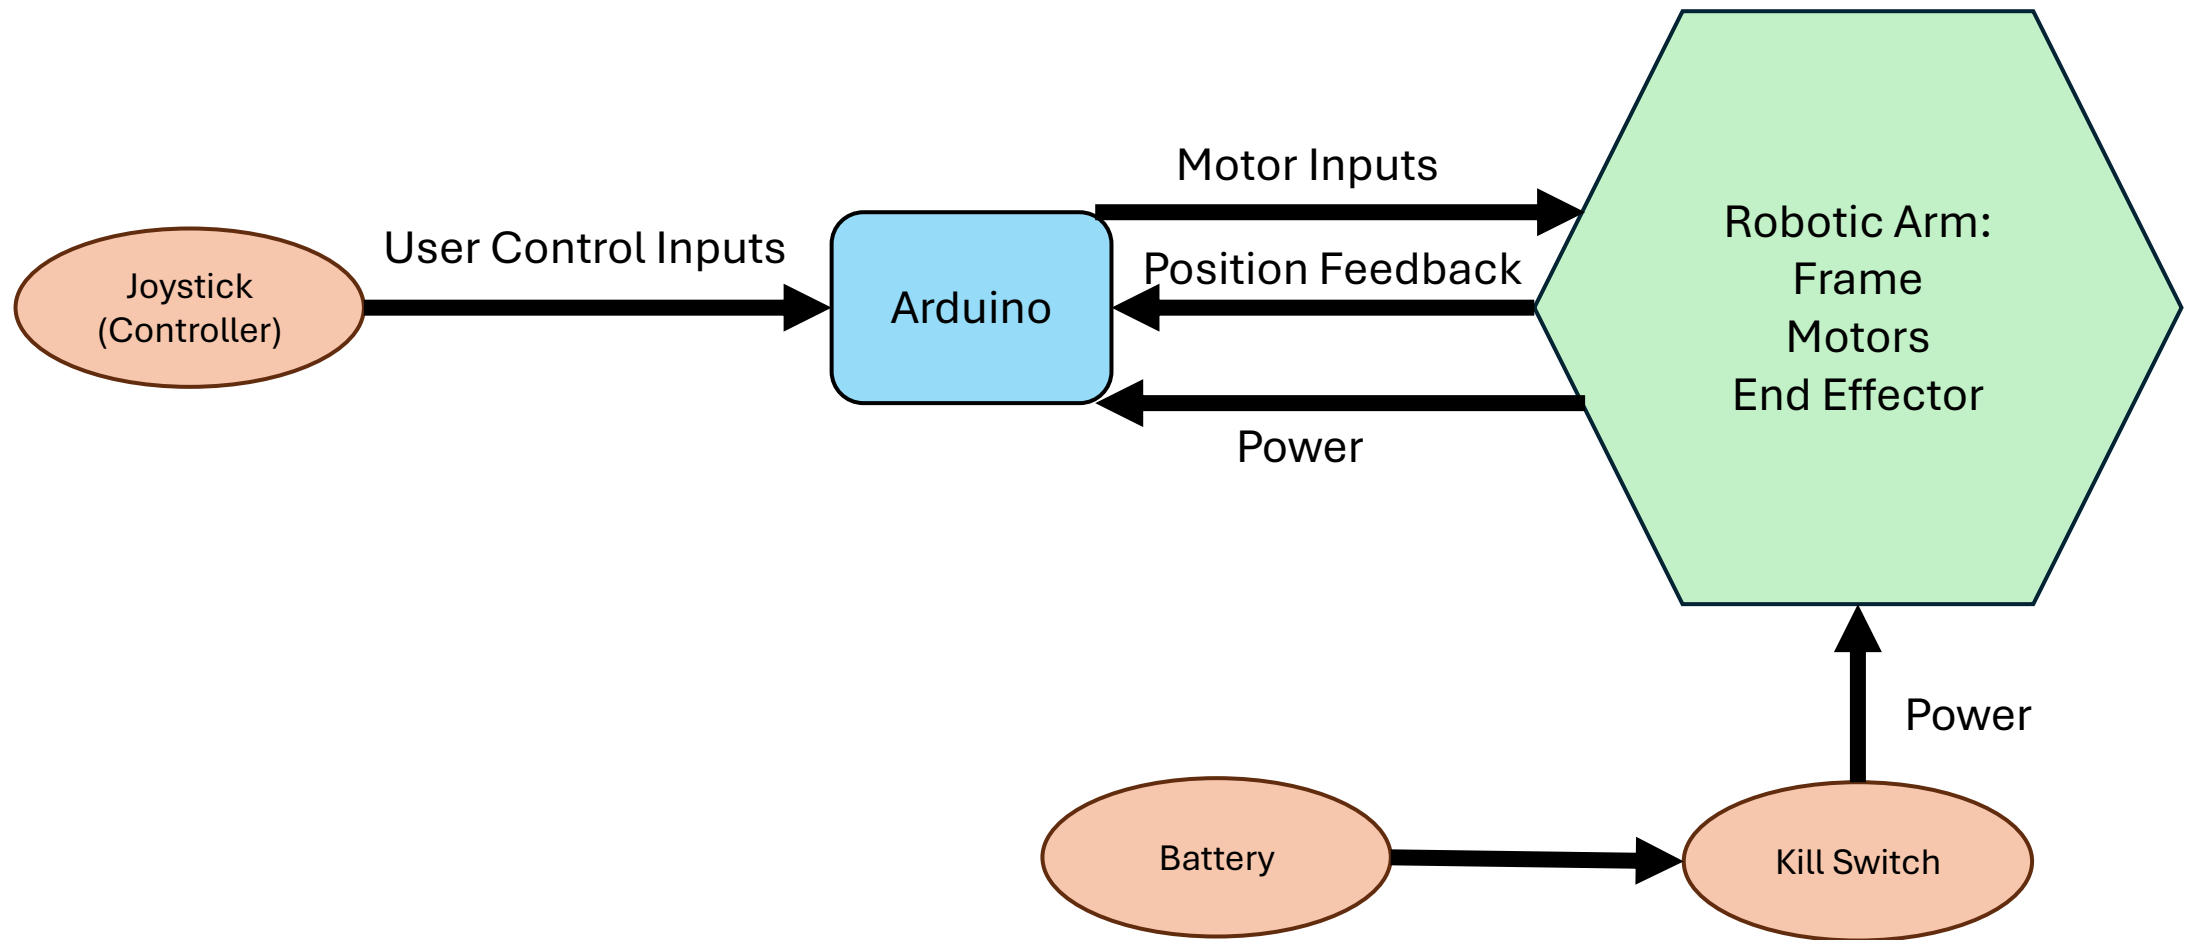 Joystick
(Controller)
User Control Inputs
Arduino
Motor Inputs
Position Feedback
Power
Robotic Arm:
Frame
Motors
End Effector
Power
Battery
Kill Switch